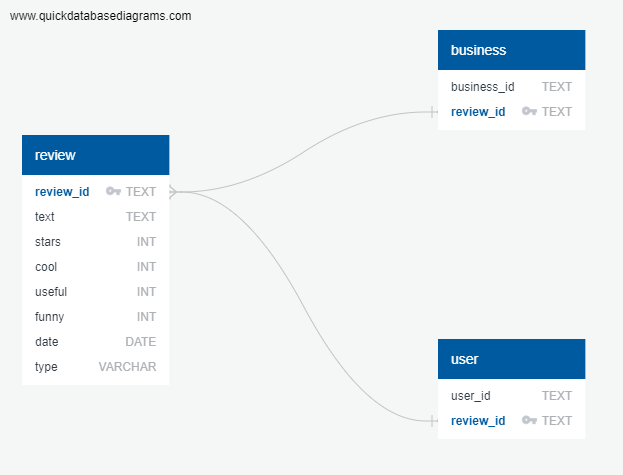 www.quickdatabasediagrams.com
business
business_id TEXT
review_id TEXT
review
review_id TEXT
text TEXT
stars INT
cool INT
useful INT
funny INT
date DATE
type VARCHAR
user
user_id TEXT
review_id TEXT